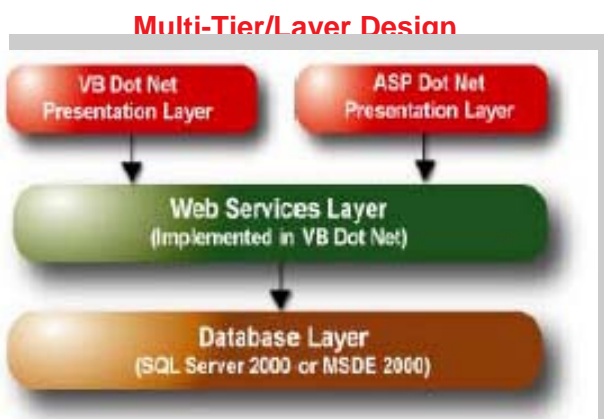 Multi-Tier/Layer Design
VB Dot Net
Presentation Layer
ASP Dot Net
Presentation Layer
Web Services Layer
(Implemented in VB Dot Net)
Database Layer
(SQL Server 2000 or MSDE 2000)